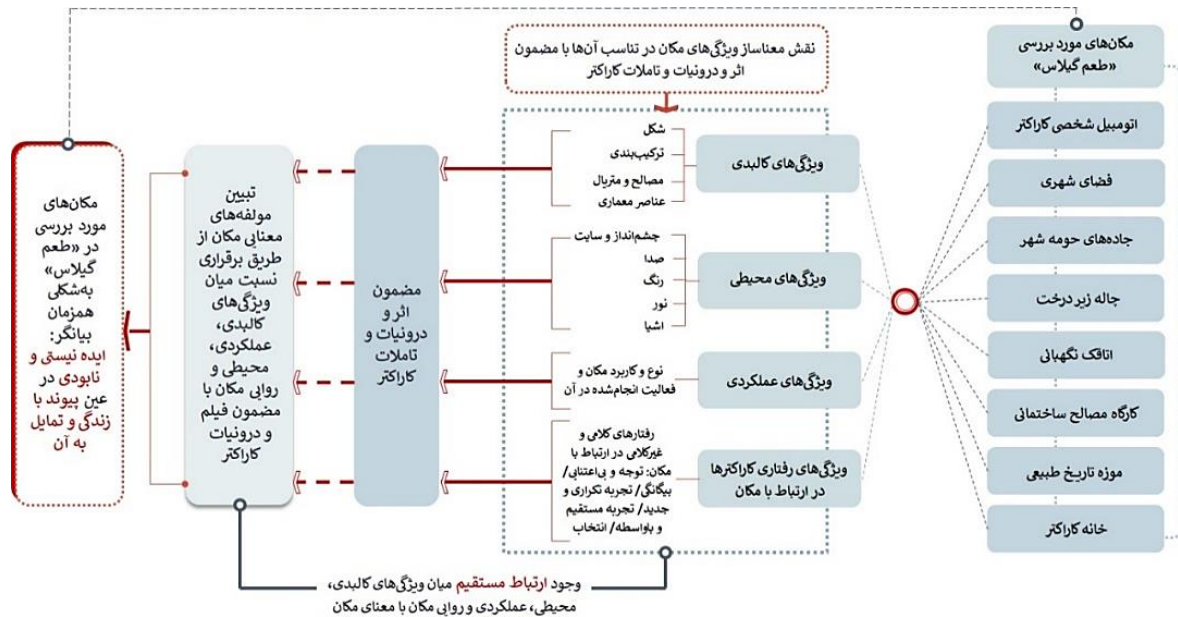 مکان‌های مورد بررسی
«طعم گیلاس»
اتومبیل شخصی کاراکتر
فضای شهری
جاده‌های حومه شهر
چاله زیر درخت
اتاقک نگهبانی
کارگاه مصالح ساختمانی
موزه تاریخ طبیعی
خانه کاراکتر
نقش معناساز ویژگی‌های مکان در تناسب آن‌ها با مضمون
اثر و درونیات و تاملات کاراکتر
ویژگی‌های کالبدی
شکل
ترکیب‌بندی
مصالح و متریال
عناصر معماری
ویژگی‌های محیطی
چشم‌انداز و سایت
صدا
رنگ
نور
اشیا
ویژگی‌های عملکردی
نوع و کاربرد مکان و
فعالیت انجام‌شده در آن
ویژگی‌های رفتاری کاراکترها
در ارتباط با مکان
رفتارهای کلامی و
غیرکلامی در ارتباط با
مکان: توجه و بی‌اعتنایی/
بیگانگی/ تجربه تکراری و
جدید/ تجربه مستقیم
و باواسطه/ انتخاب
مضمون
اثر و
درونیات و
تاملات
کاراکتر
تبیین
مولفه‌های
معنایی مکان از
طریق برقراری
نسبت میان
ویژگی‌های
کالبدی،
عملکردی،
محیطی و
روایی مکان با
مضمون فیلم
و درونیات
کاراکتر
مکان‌های
مورد بررسی
در «طعم
گیلاس»
به‌شکلی
همزمان
بیانگر:
ایده نیستی و
نابودی در
عین پیوند با
زندگی و تمایل
به آن
وجود ارتباط مستقیم میان ویژگی‌های کالبدی،
محیطی، عملکردی و روایی مکان با معنای مکان